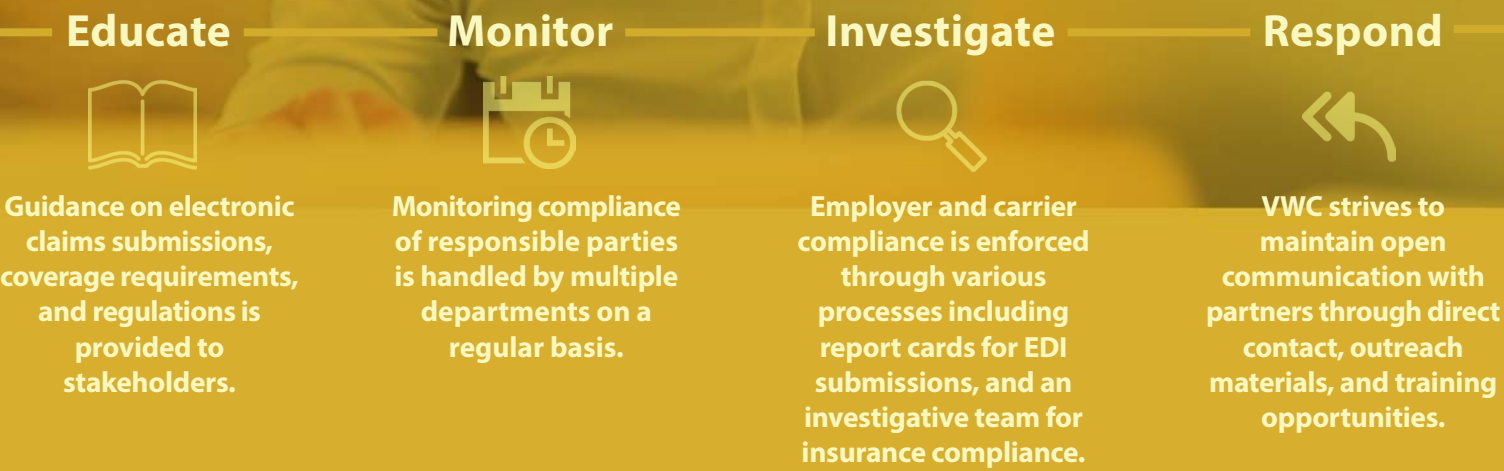 Educate
Guidance on electronic
claims submissions,
coverage requirements,
and regulations is
provided to
stakeholders.
Monitor
Monitoring compliance
of responsible parties
is handled by multiple
departments on a
regular basis.
Investigate
Employer and carrier
compliance is enforced
through various
processes including
report cards for EDI
submissions, and an
investigative team for
insurance compliance.
Respond
VWC strives to
maintain open
communication with
partners through direct
contact, outreach
materials, and training
opportunities.